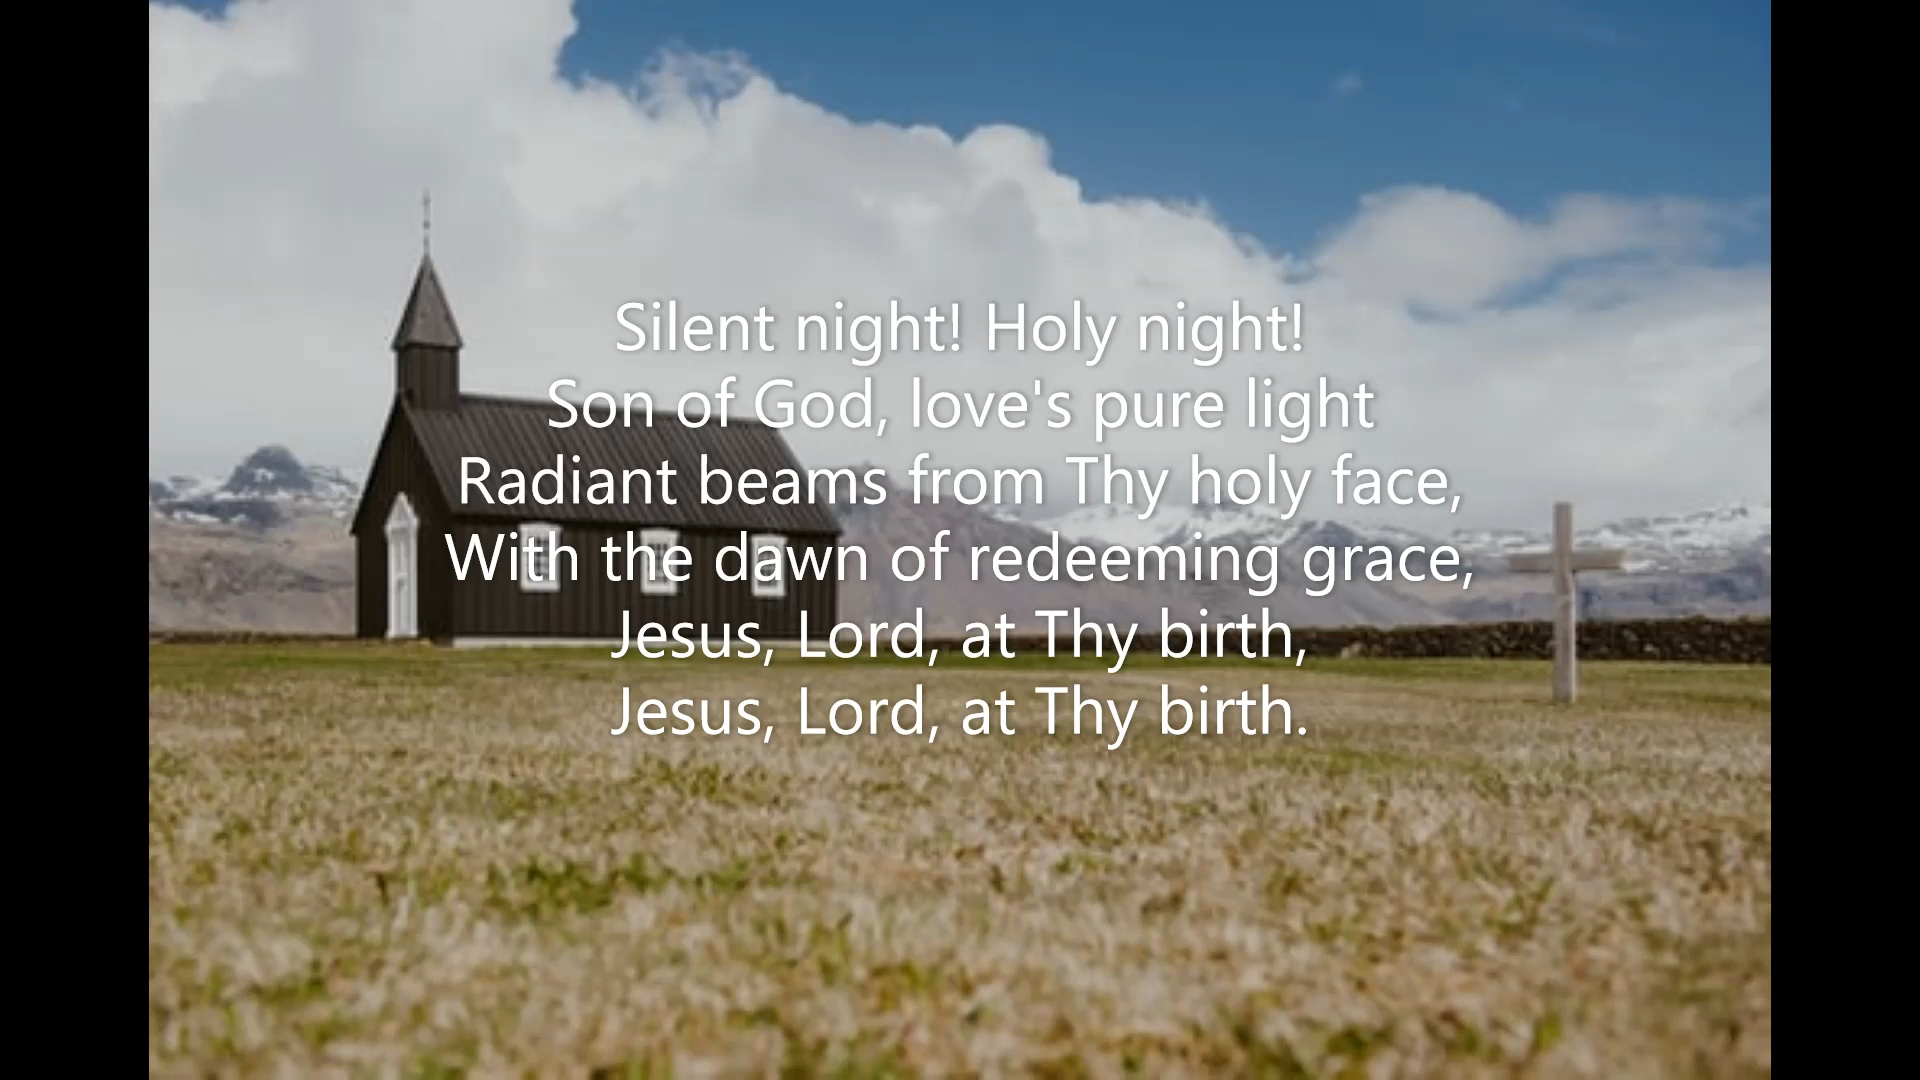 Silent night! Holy night!
Son of God, love's pure light
Radiant beams from Thy holy face,
With the dawn of redeeming grace,
Jesus, Lord, at Thy birth,
Jesus, Lord, at Thy birth.